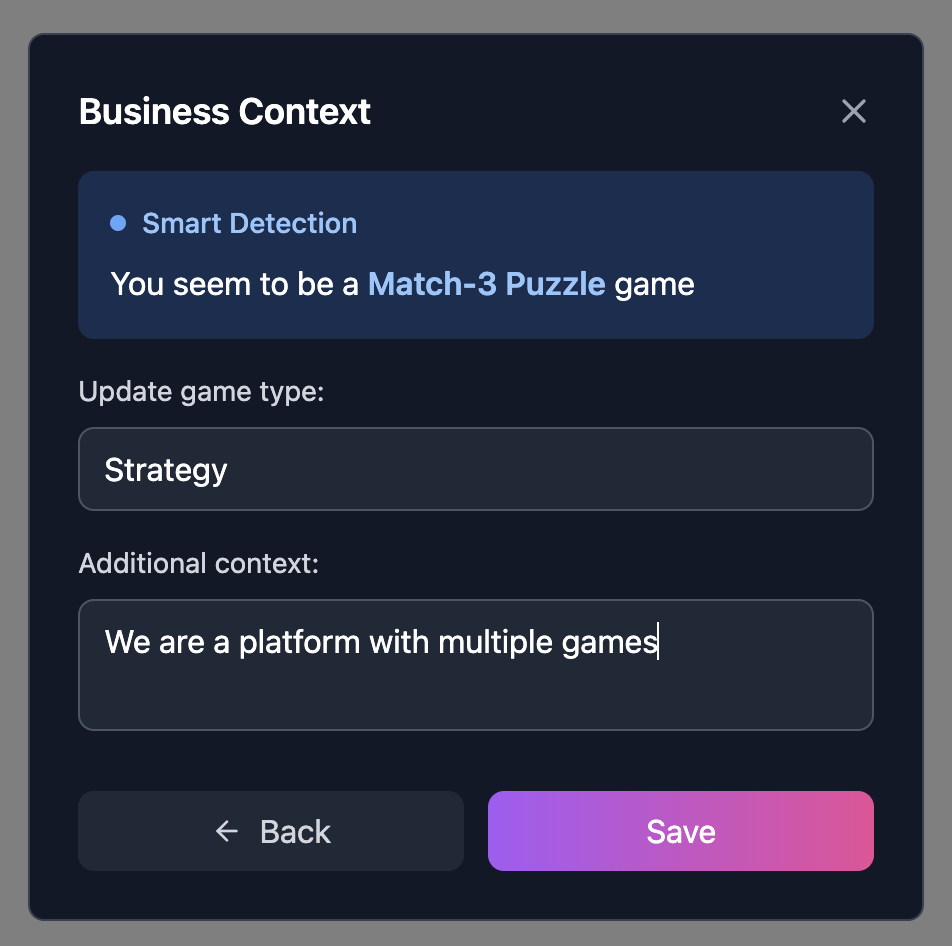 Business Context
Smart Detection
You seem to be a Match-3 Puzzle game
Update game type:
Strategy
Additional context:
We are a platform with multiple games
Back
Save